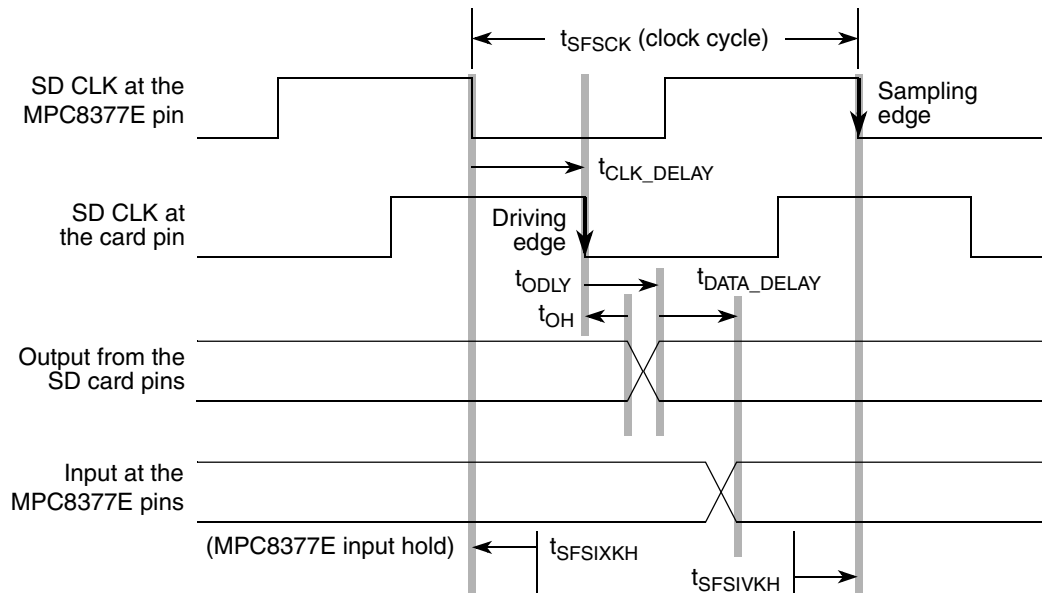 tSFSCK (clock cycle)
SD CLK at the
MPC8377E pin
Sampling
edge
tCLK_DELAY
SD CLK at
the card pin
Driving
edge
tODLY
tDATA_DELAY
tOH
Output from the
SD card pins
Input at the
MPC8377E pins
(MPC8377E input hold)
tSFSIXKH
tSFSIVKH